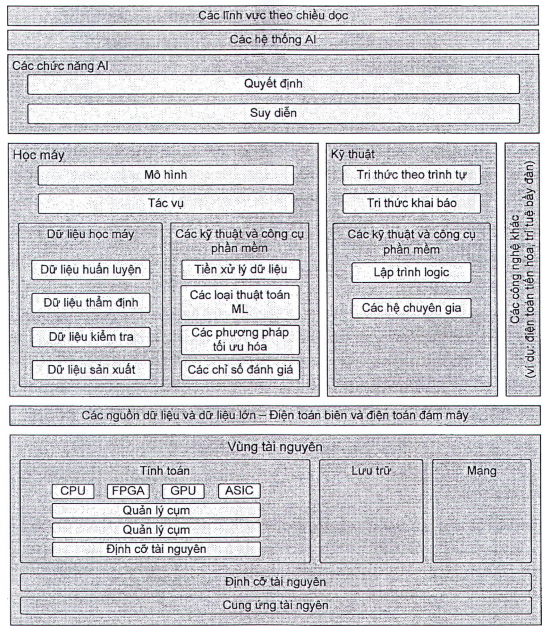 Các lĩnh vực theo chiều dọc
Các hệ thống AI
Các chức năng AI
Quyết định
Suy diễn
Học máy
Mô hình
Tác vụ
Dữ liệu học máy
Dữ liệu huấn luyện
Dữ liệu thẩm định
Dữ liệu kiểm tra
Dữ liệu sản xuất
Các kỹ thuật và công cụ
phần mềm
Tiền xử lý dữ liệu
Các loại thuật toán
ML
Các phương pháp
tối ưu hóa
Các chỉ số đánh giá
Kỹ thuật
Tri thức theo trình tự
Tri thức khai báo
Các kỹ thuật và công cụ
phần mềm
Lập trình logic
Các hệ chuyên gia
Các công nghệ khác
(ví dụ: điện toán tiến hóa, trí tuệ bầy đàn)
Các nguồn dữ liệu và dữ liệu lớn – Điện toán biên và điện toán đám mây
Vùng tài nguyên
Tính toán
CPU
FPGA
GPU
ASIC
Quản lý cụm
Quản lý cụm
Định cỡ tài nguyên
Lưu trữ
Mạng
Định cỡ tài nguyên
Cung ứng tài ngyên